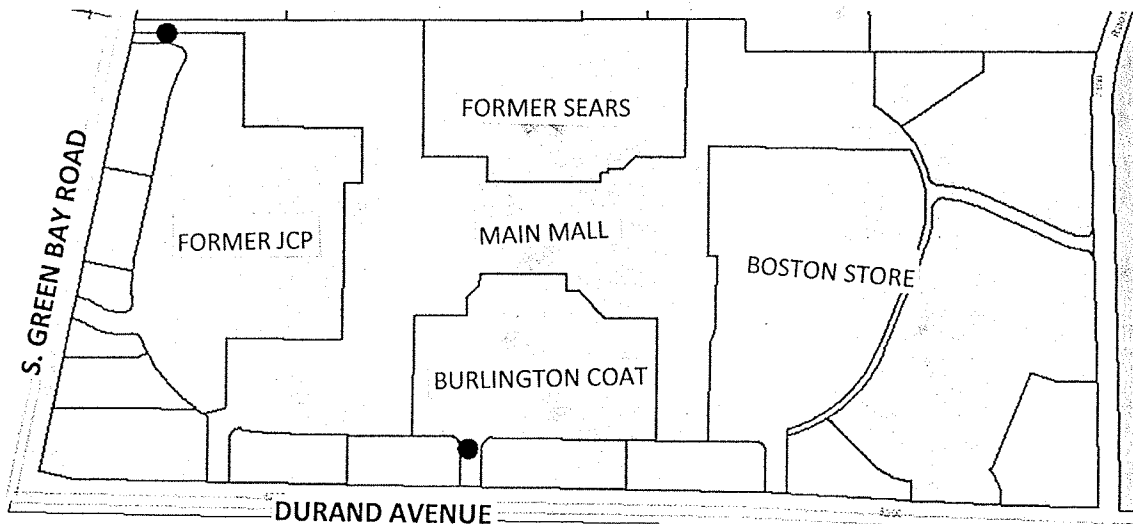 FORMER SEARS
S. GREEN BAY ROAD
FORMER JCP
MAIN MALL
BOSTON STORE
BURLINGTON COAT
DURAND AVENUE